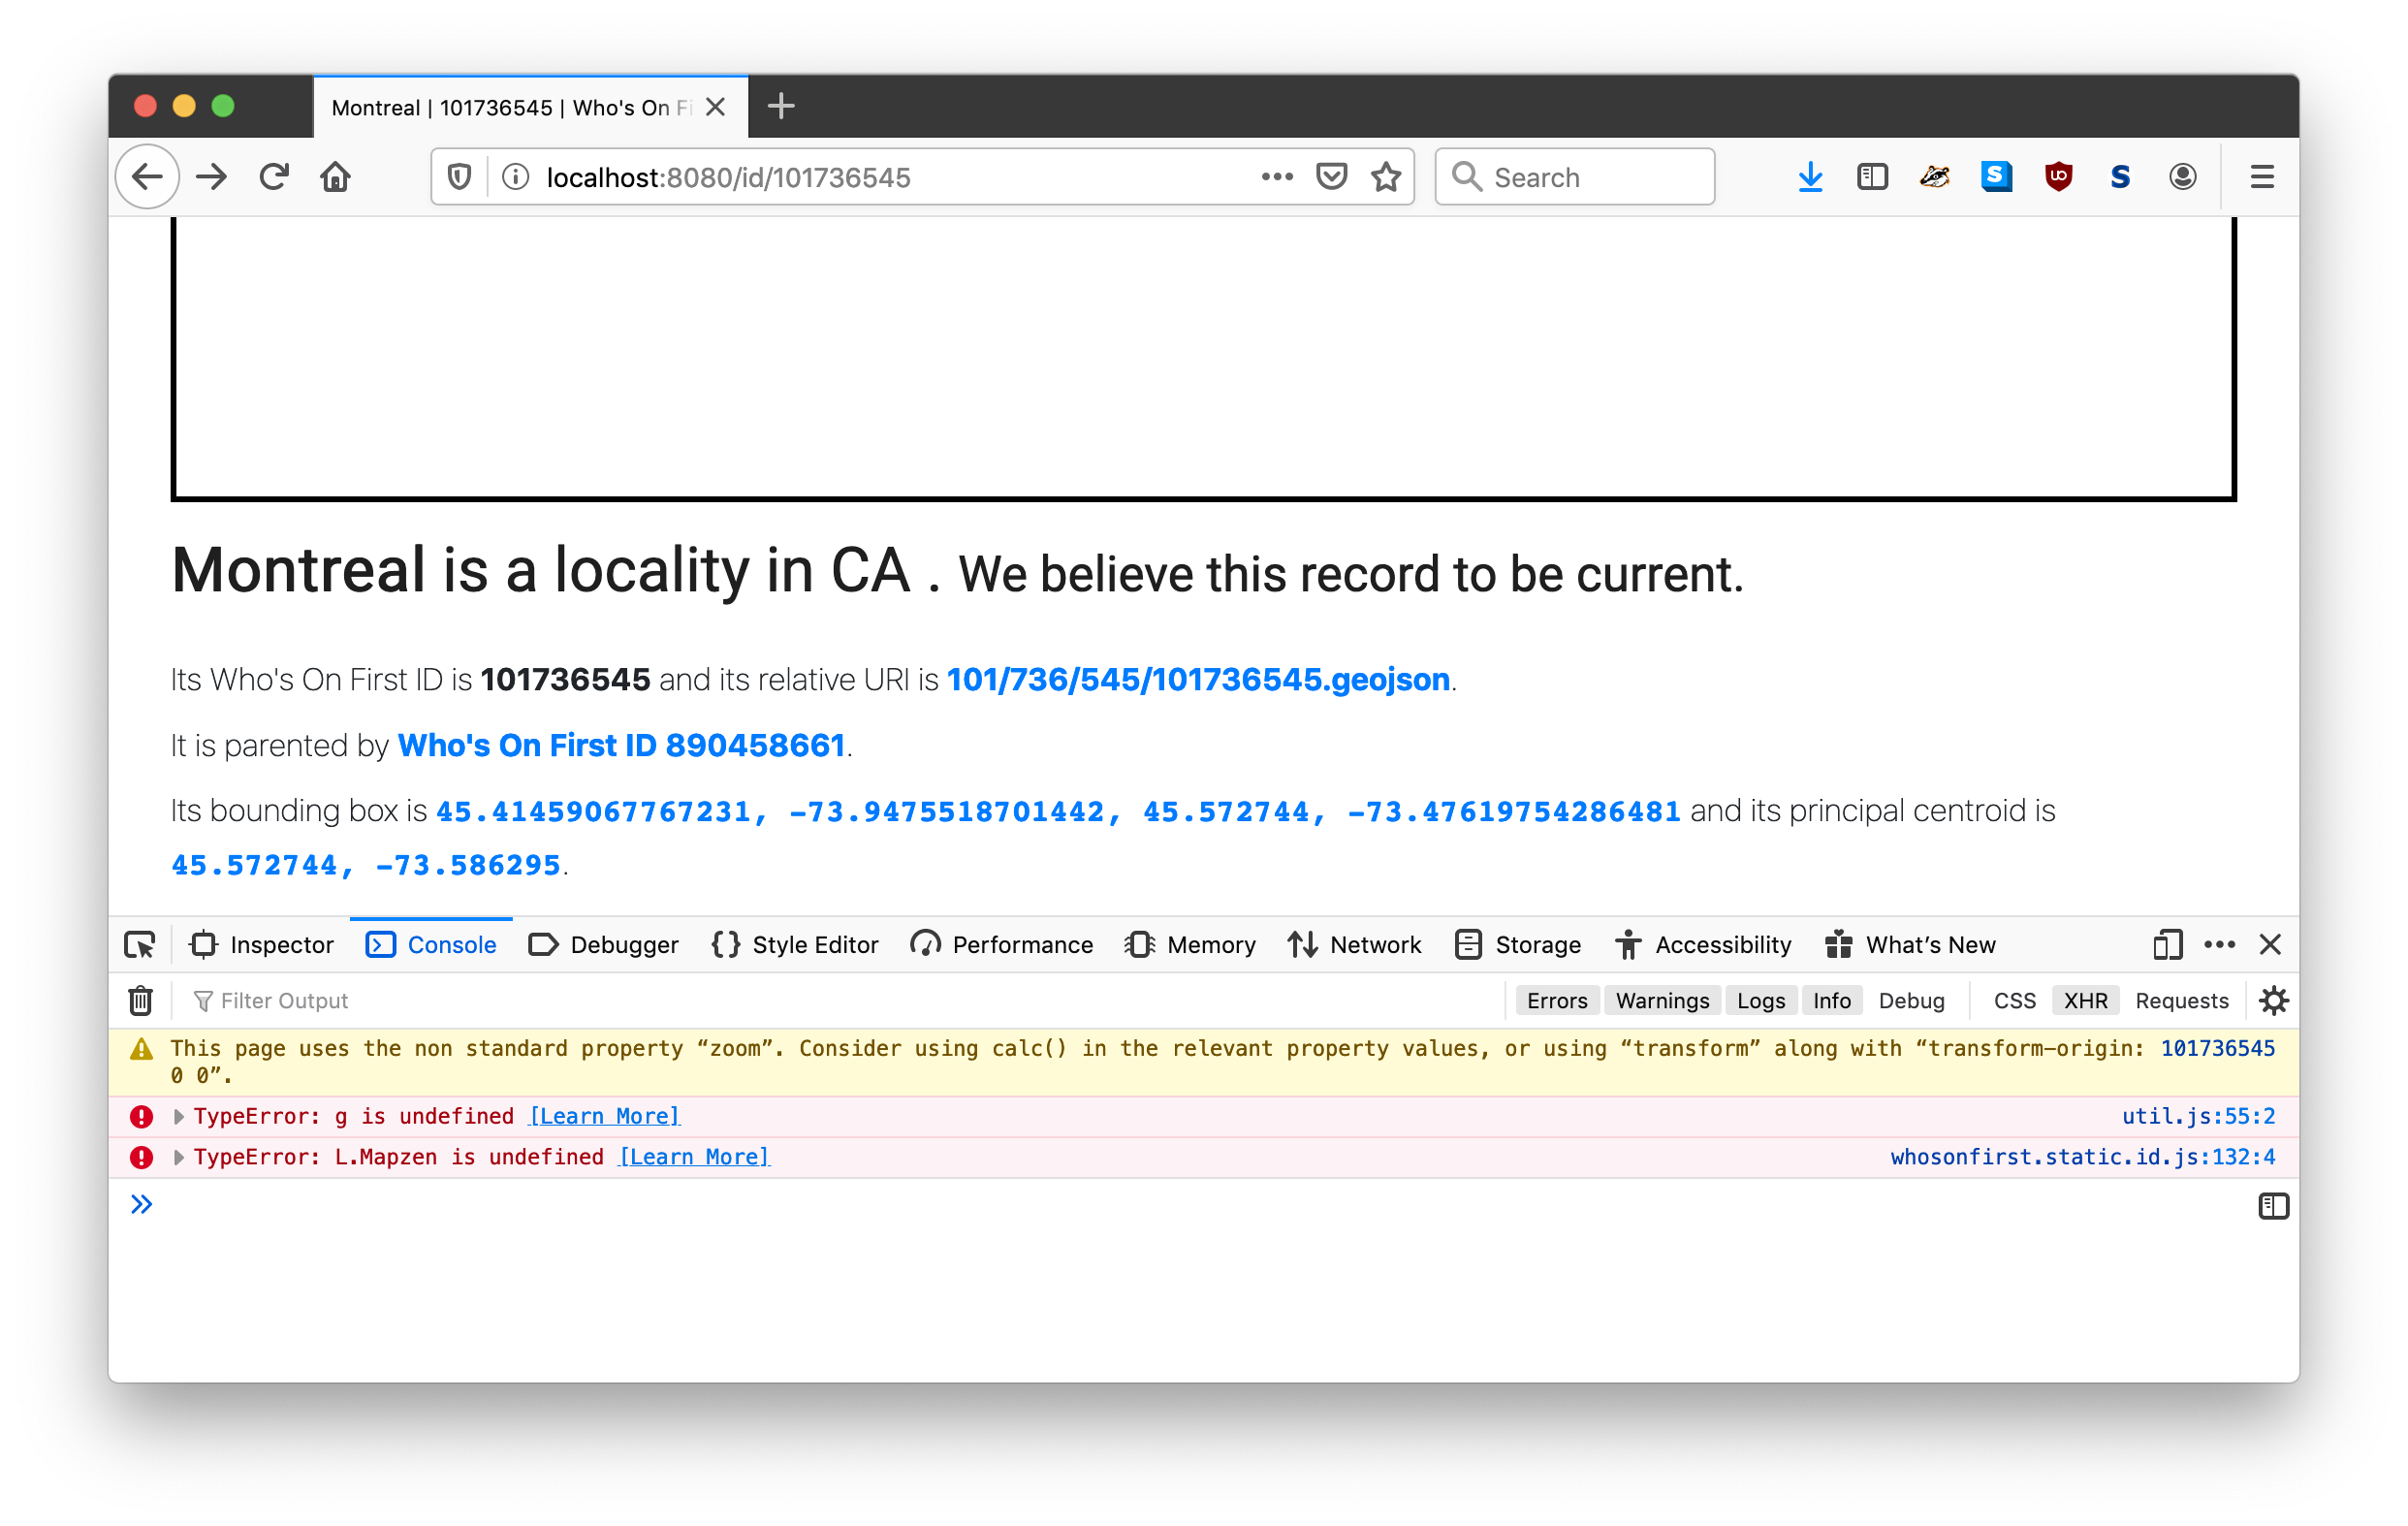 Montreal | 101736545 | Who's On Fi
localhost:8080/id/101736545
Search
Montreal is a locality in CA . We believe this record to be current.
Its Who's On First ID is 101736545 and its relative URI is 101/736/545/101736545.geojson.
It is parented by Who's On First ID 890458661.
Its bounding box is 45.41459067767231, -73.9475518701442, 45.572744, -73.47619754286481 and its principal centroid is
45.572744, -73.586295.
Inspector Console Debugger Style Editor Performance Memory Network Storage Accessibility What’s New
Filter Output Errors Warnings Logs Info Debug CSS XHR Requests
This page uses the non standard property “zoom”. Consider using calc() in the relevant property values, or using “transform” along with “transform-origin: 101736545
0 0”.
TypeError: g is undefined [Learn More] util.js:55:2
TypeError: L.Mapzen is undefined [Learn More] whosonfirst.static.id.js:132:4